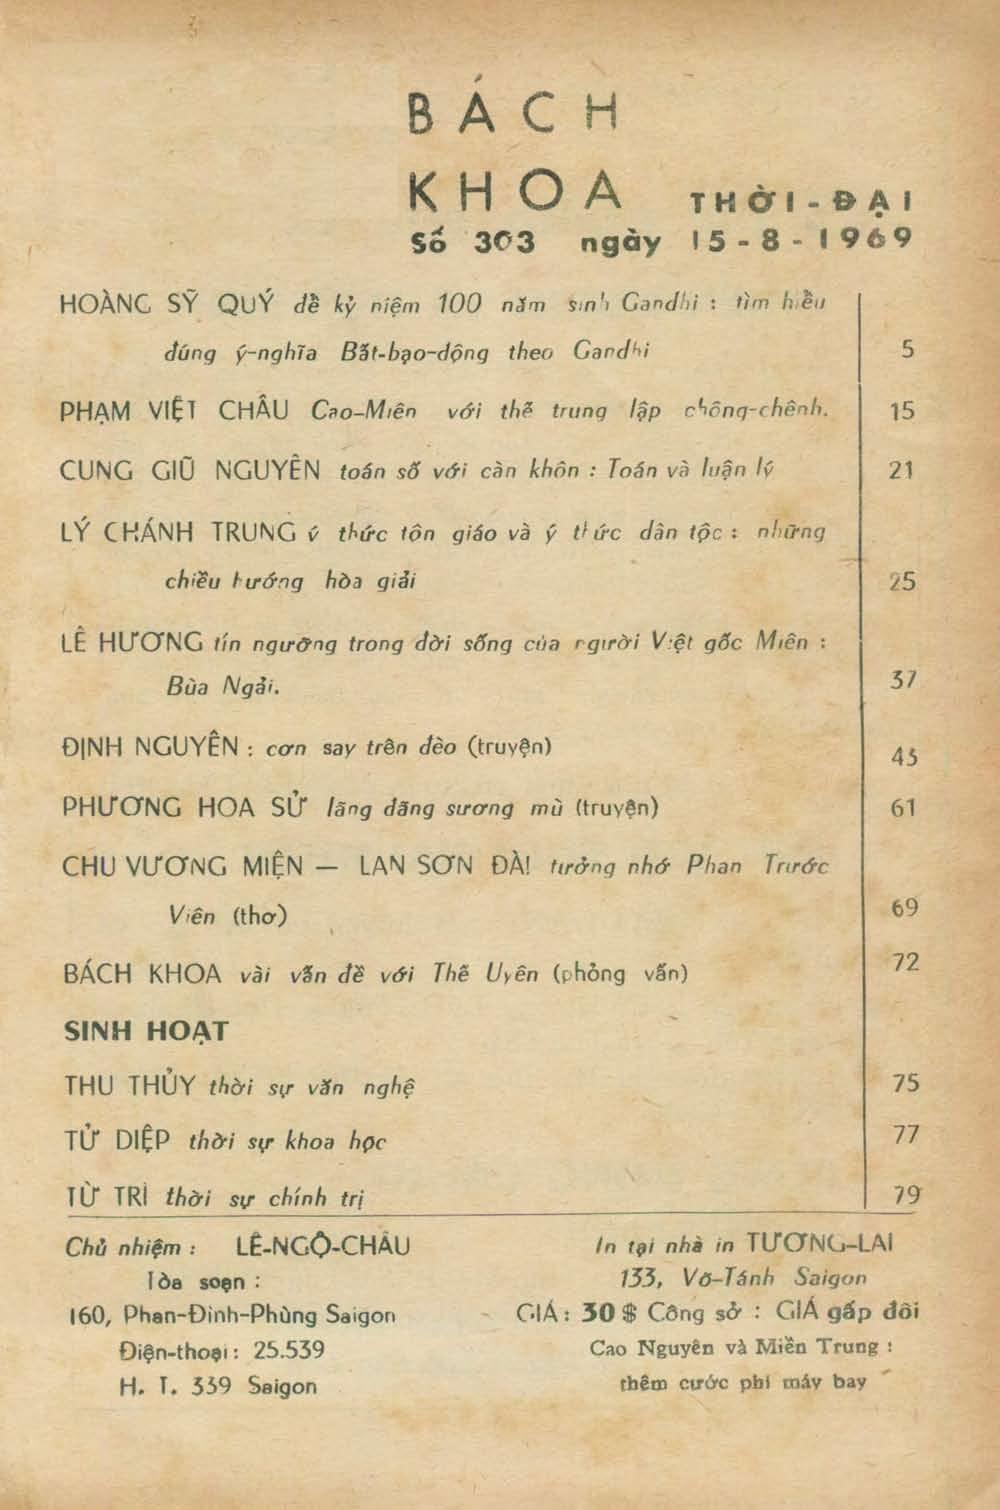 BÁCH
KHOA THỜI-ĐẠI
Số 303 ngày 15-8-1969
HOÀNG SỸ QUÝ để kỷ niệm 100 năm sinh Gandhi : tìm hiểu
đúng ý-nghĩa Bất-bạo-động theo Gandhi 5
PHẠM VIỆT CHÂU Cao-Miên với thế trung lập chông-chênh. 15
CUNG GIŨ NGUYÊN toán số với càn khôn : Toán và luận lý 21
LÝ CHÁNH TRUNG ý thức tôn giáo và ý thức dân tộc : những
chiều hướng hòa giải 25
LÊ HƯƠNG tín ngưỡng trong đời sống của người Việt gốc Miên :
Bùa Ngải. 37
ĐỊNH NGUYÊN : cơn say trên đèo (truyện)
PHƯƠNG HOA SỬ lãng đãng sương mù (truyện) 61
CHU VƯƠNG MIỆN — LAN SƠN ĐÀI tưởng nhớ Phan Trước
Viên (thơ) 69
BÁCH KHOA vài vấn đề với Thế Uyên (phỏng vấn) 72
SINH HOẠT
THU THỦY thời sự văn nghệ 75
TỬ DIỆP thời sự khoa học 77
TỪ TRÌ thời sự chính trị 79
Chủ nhiệm : LÊ-NGỘ-CHÂU
Tòa soạn :
160, Phan-Đình-Phùng Saigon
Điện-thoại : 25.539
H. T. 339 Saigon
In tại nhà in TƯƠNG-LAI
133, Võ-Tánh Saigon
GIÁ : 30 $ Công sở : GIÁ gấp đôi
Cao Nguyên và Miền Trung :
thêm cước phí máy bay